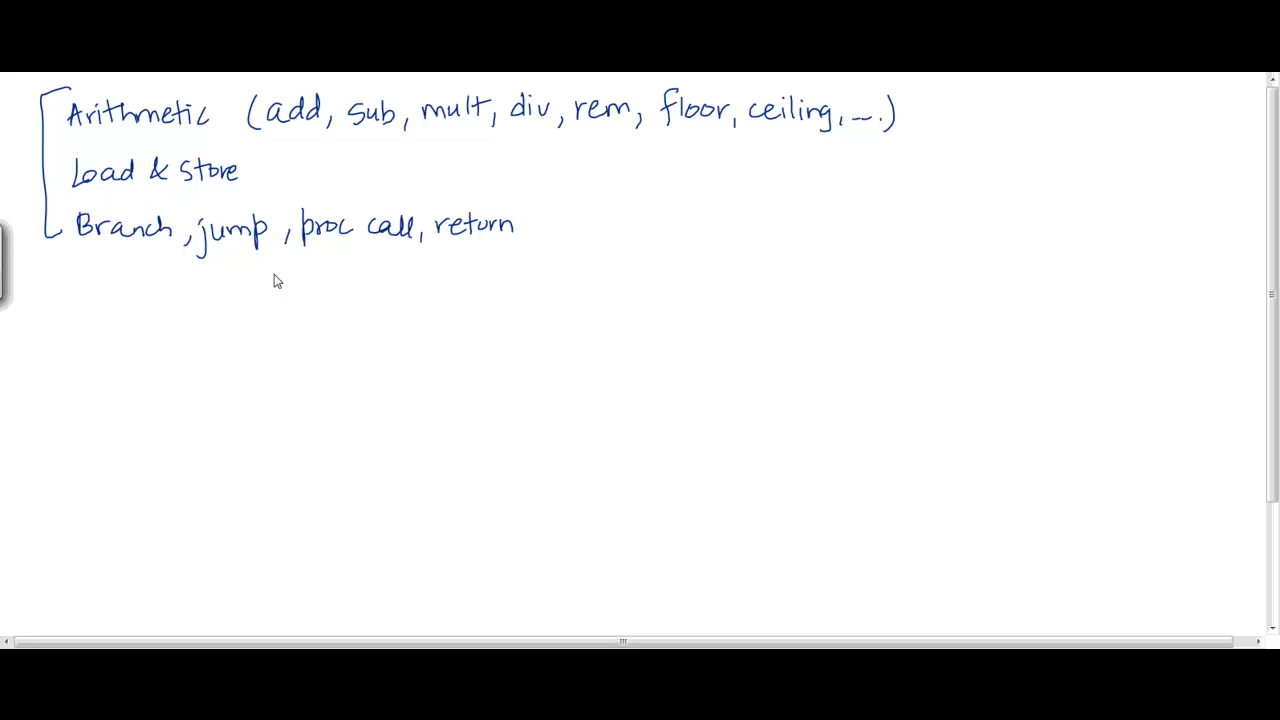 Arithmetic (add, sub, mult, div, rem, floor, ceiling, ....)
Load & Store
Branch, jump, proc call, return